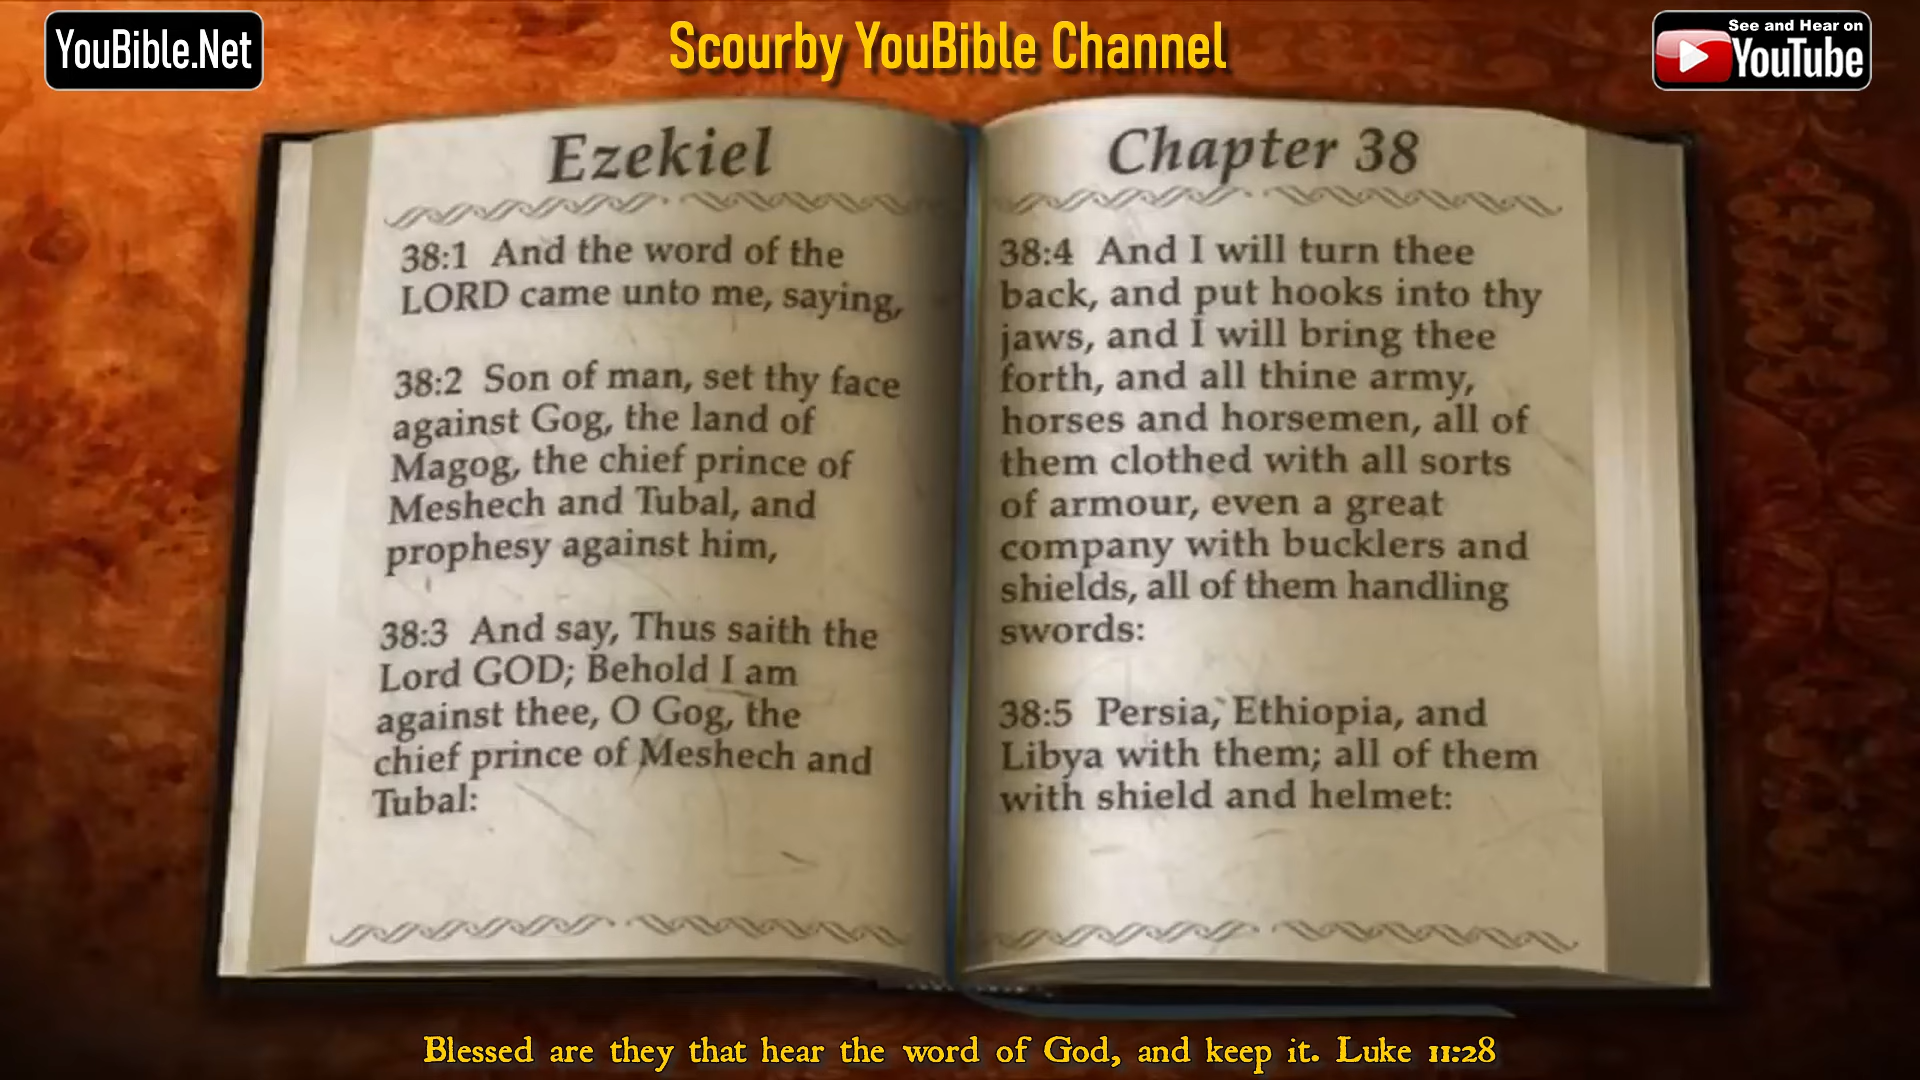 YouBible.Net
Scourby YouBible Channel
See and Hear on
YouTube
Ezekiel
38:1 And the word of the
LORD came unto me, saying,
38:2 Son of man, set thy face
against Gog, the land of
Magog, the chief prince of
Meshech and Tubal, and
prophesy against him,
38:3 And say, Thus saith the
Lord GOD; Behold I am
against thee, O Gog, the
chief prince of Meshech and
Tubal:
Chapter 38
38:4 And I will turn thee
back, and put hooks into thy
jaws, and I will bring thee
forth, and all thine army,
horses and horsemen, all of
them clothed with all sorts
of armour, even a great
company with bucklers and
shields, all of them handling
swords:
38:5 Persia, Ethiopia, and
Libya with them; all of them
with shield and helmet:
Blessed are they that hear the word of God, and keep it. Luke 11:28